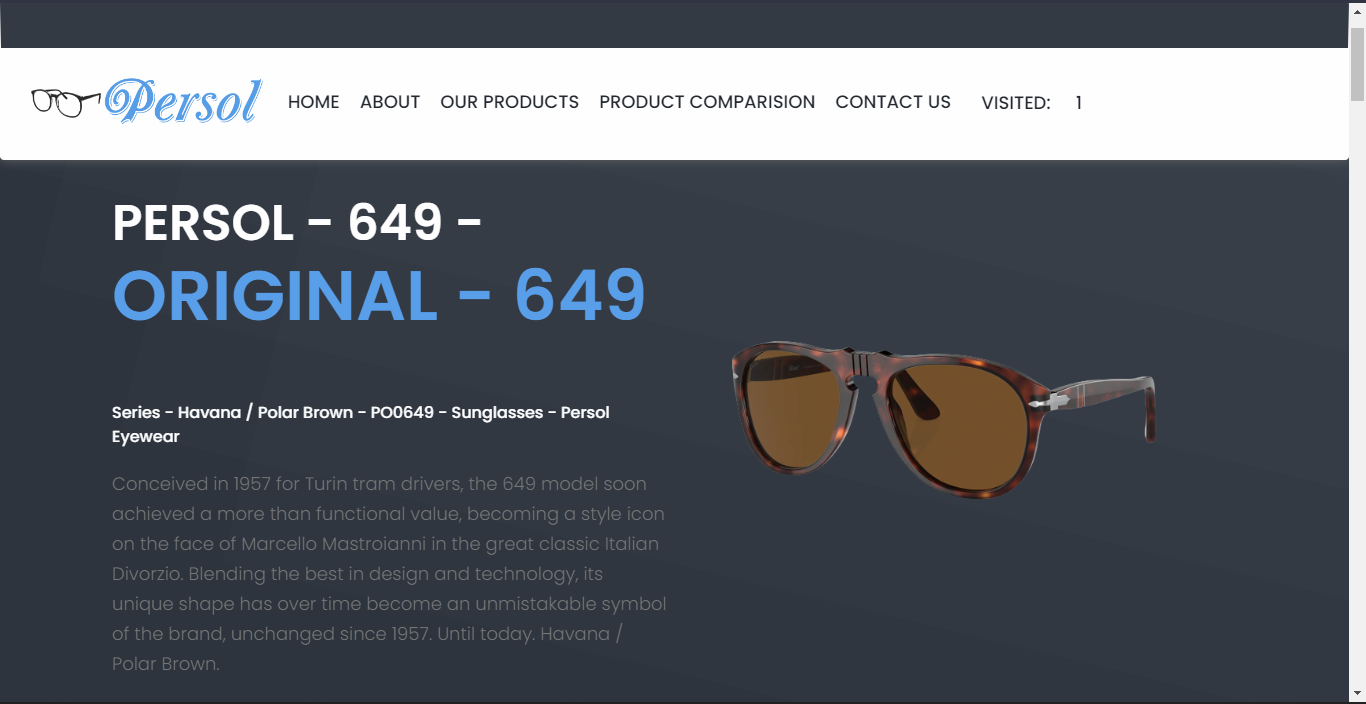 Persol
HOME ABOUT OUR PRODUCTS PRODUCT COMPARISION CONTACT US VISITED: 1
PERSOL - 649 -
ORIGINAL - 649
Series - Havana / Polar Brown - PO0649 - Sunglasses - Persol
Eyewear
Conceived in 1957 for Turin tram drivers, the 649 model soon
achieved a more than functional value, becoming a style icon
on the face of Marcello Mastroianni in the great classic Italian
Divorzio. Blending the best in design and technology, its
unique shape has over time become an unmistakable symbol
of the brand, unchanged since 1957. Until today. Havana /
Polar Brown.